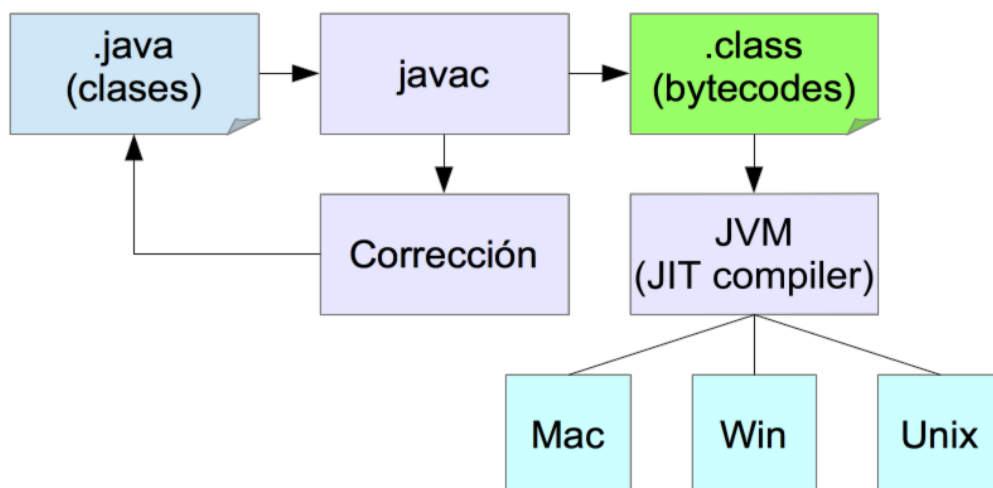 .java
(clases)
javac
.class
(bytecodes)
Corrección
JVM
(JIT compiler)
Mac
Win
Unix